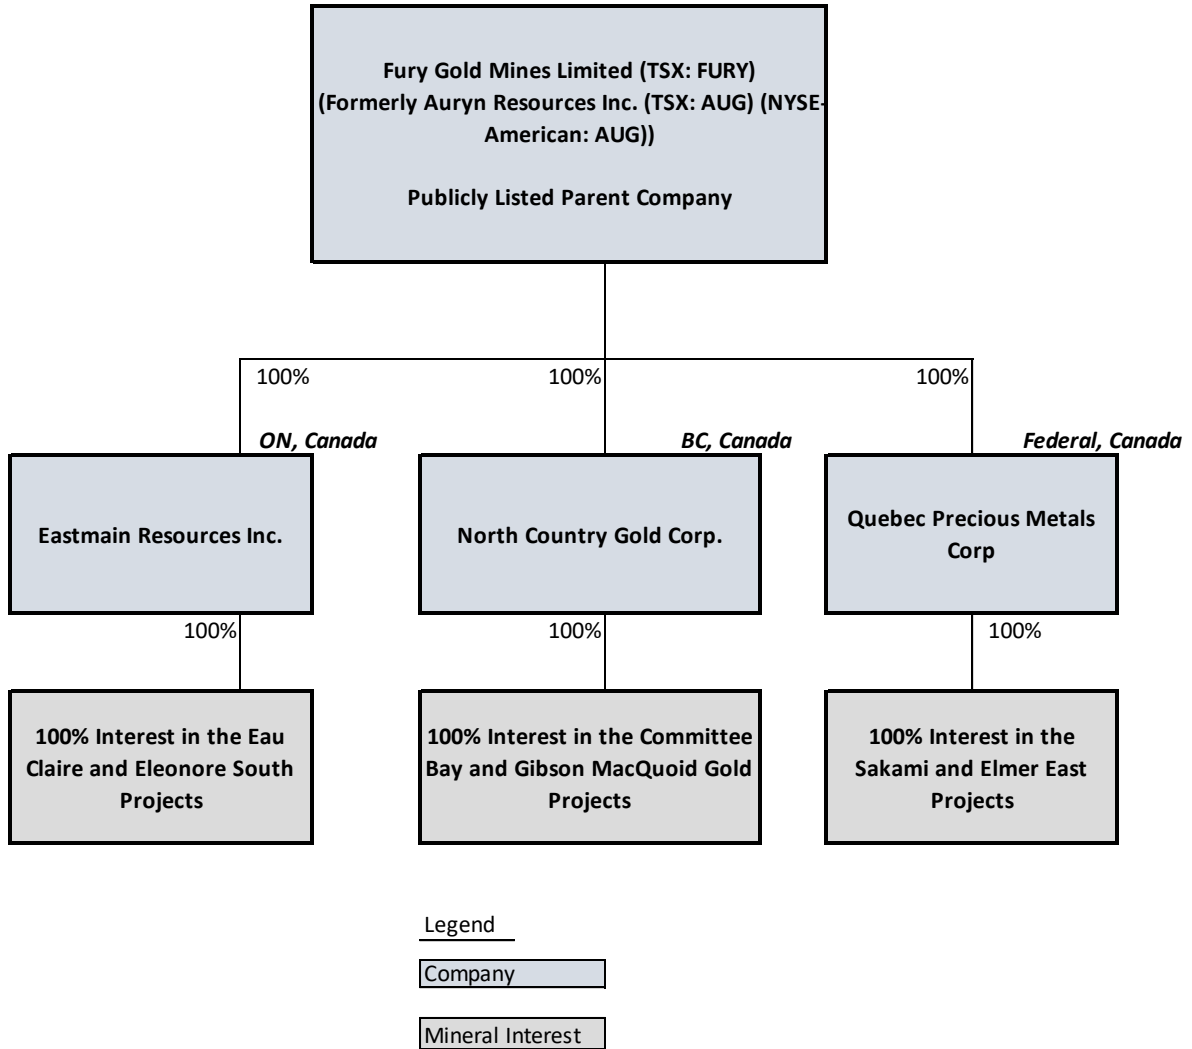 Fury Gold Mines Limited (TSX: FURY)
(Formerly Auryn Resources Inc. (TSX: AUG) (NYSE-
American: AUG))
Publicly Listed Parent Company
100%
100%
100%
ON, Canada
BC, Canada
Federal, Canada
Eastmain Resources Inc.
North Country Gold Corp.
Quebec Precious Metals
Corp
100%
100%
100%
100% Interest in the Eau
Claire and Eleonore South
Projects
100% Interest in the Committee
Bay and Gibson MacQuoid Gold
Projects
100% Interest in the
Sakami and Elmer East
Projects
Legend
Company
Mineral Interest